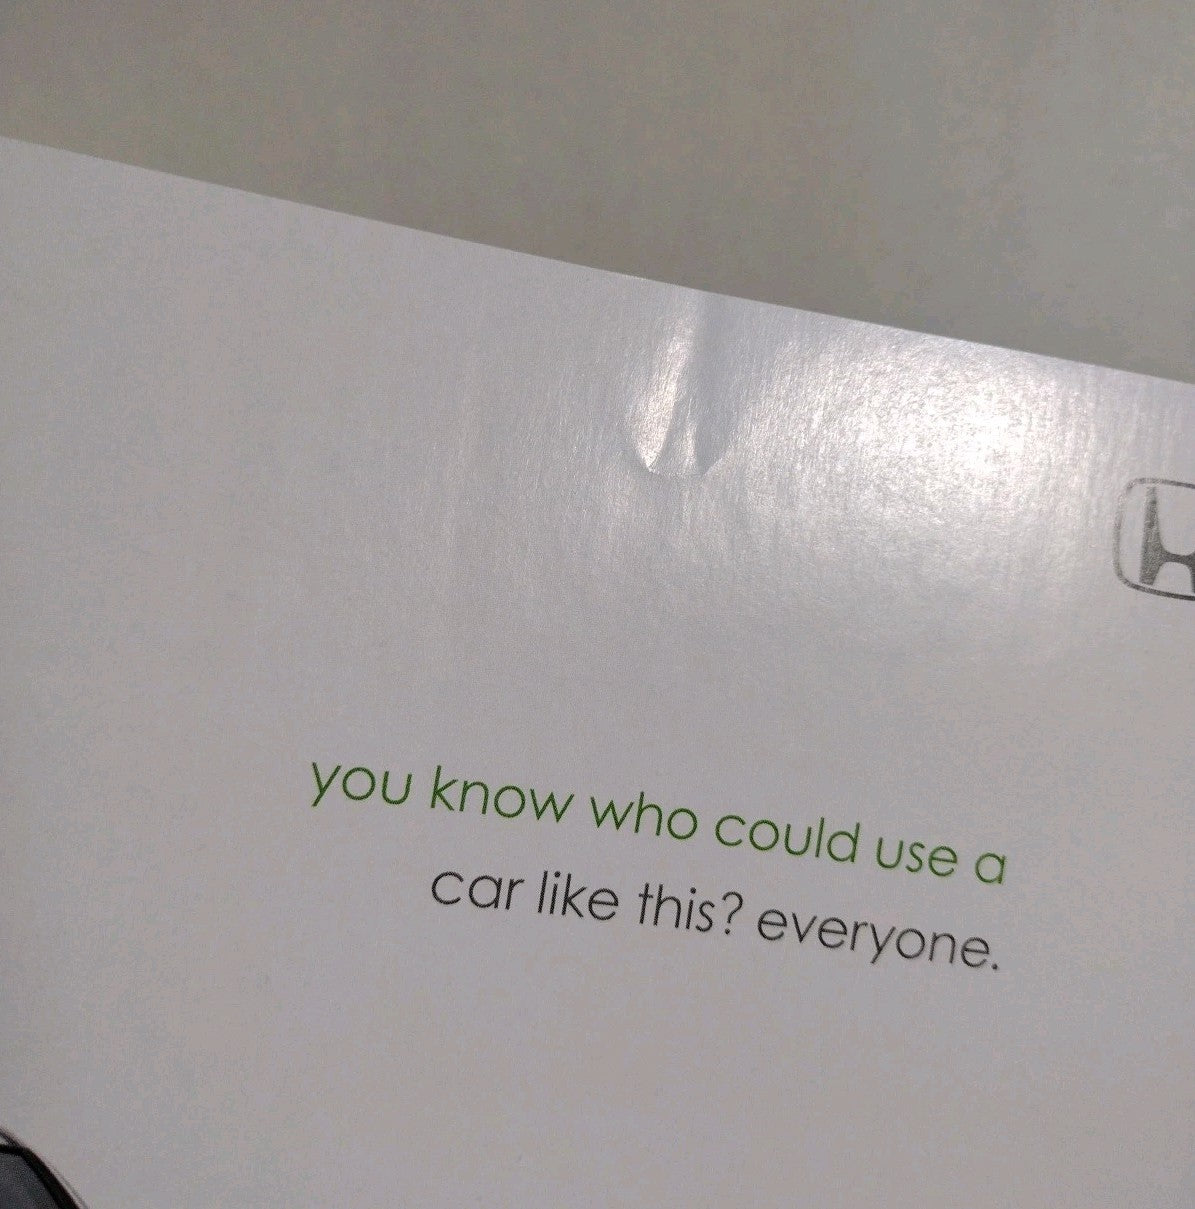 you know who could use a
car like this? everyone.